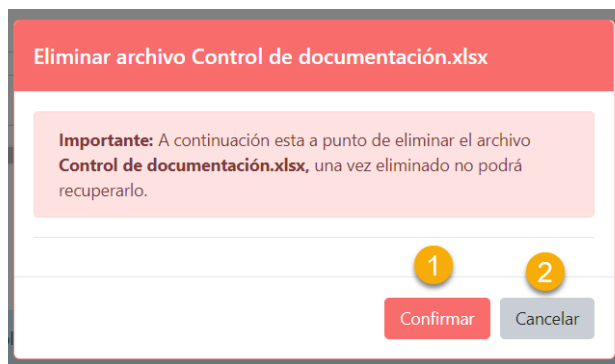 Eliminar archivo Control de documentación.xlsx
Importante: A continuación esta a punto de eliminar el archivo
Control de documentación.xlsx, una vez eliminado no podrá
recuperarlo.
1
2
Confirmar
Cancelar